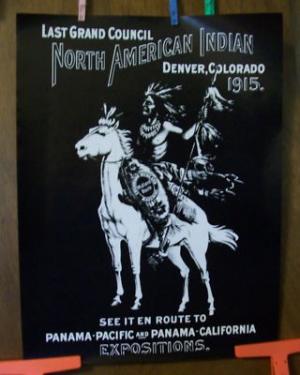 LAST GRAND COUNCIL
NORTH AMERICAN INDIAN
DENVER, COLORADO
1915.
SEE IT EN ROUTE TO
PANAMA-PACIFIC AND PANAMA-CALIFORNIA
EXPOSITIONS.